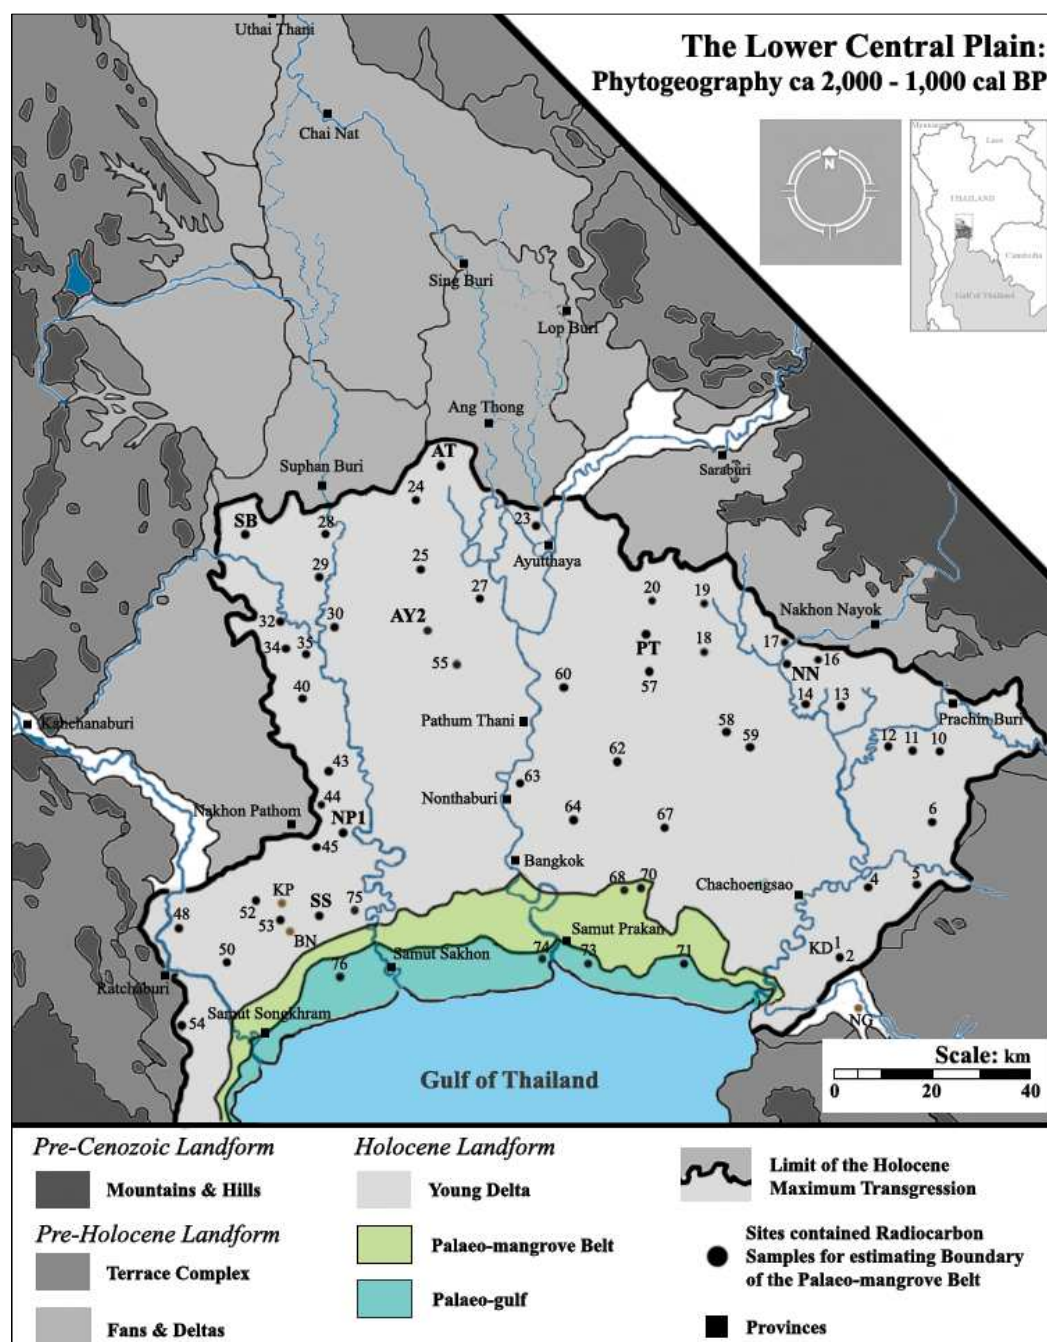 The Lower Central Plain:
Phytogeography ca 2,000 - 1,000 cal BP
Uthai Thani
Chai Nat
N
Myanmar
Laos
THAILAND
Cambodia
Gulf of Thailand
Sing Buri
Lop Buri
Ang Thong
AT
Saraburi
Suphan Buri
24
SB
28
23
Ayutthaya
25
29
27
20
19
Nakhon Nayok
32
30
AY2
17
34
35
55
PT
18
16
NN
40
60
57
14
13
Kanchanaburi
Pathum Thani
58
59
Prachin Buri
12
11
10
43
62
63
44
Nonthaburi
Nakhon Pathom
NP1
64
67
6
45
Bangkok
68
70
Chachoengsao
4
5
KP
SS
75
48
52
53
BN
Samut Prakan
KD
1
2
50
74
73
71
Samut Sakhon
76
Ratchaburi
Samut Songkhram
54
NG
Gulf of Thailand
Scale: km
0
20
40
Pre-Cenozoic Landform
Mountains & Hills
Pre-Holocene Landform
Terrace Complex
Fans & Deltas
Holocene Landform
Young Delta
Palaeo-mangrove Belt
Palaeo-gulf
Limit of the Holocene
Maximum Transgression
Sites contained Radiocarbon
Samples for estimating Boundary
of the Palaeo-mangrove Belt
Provinces